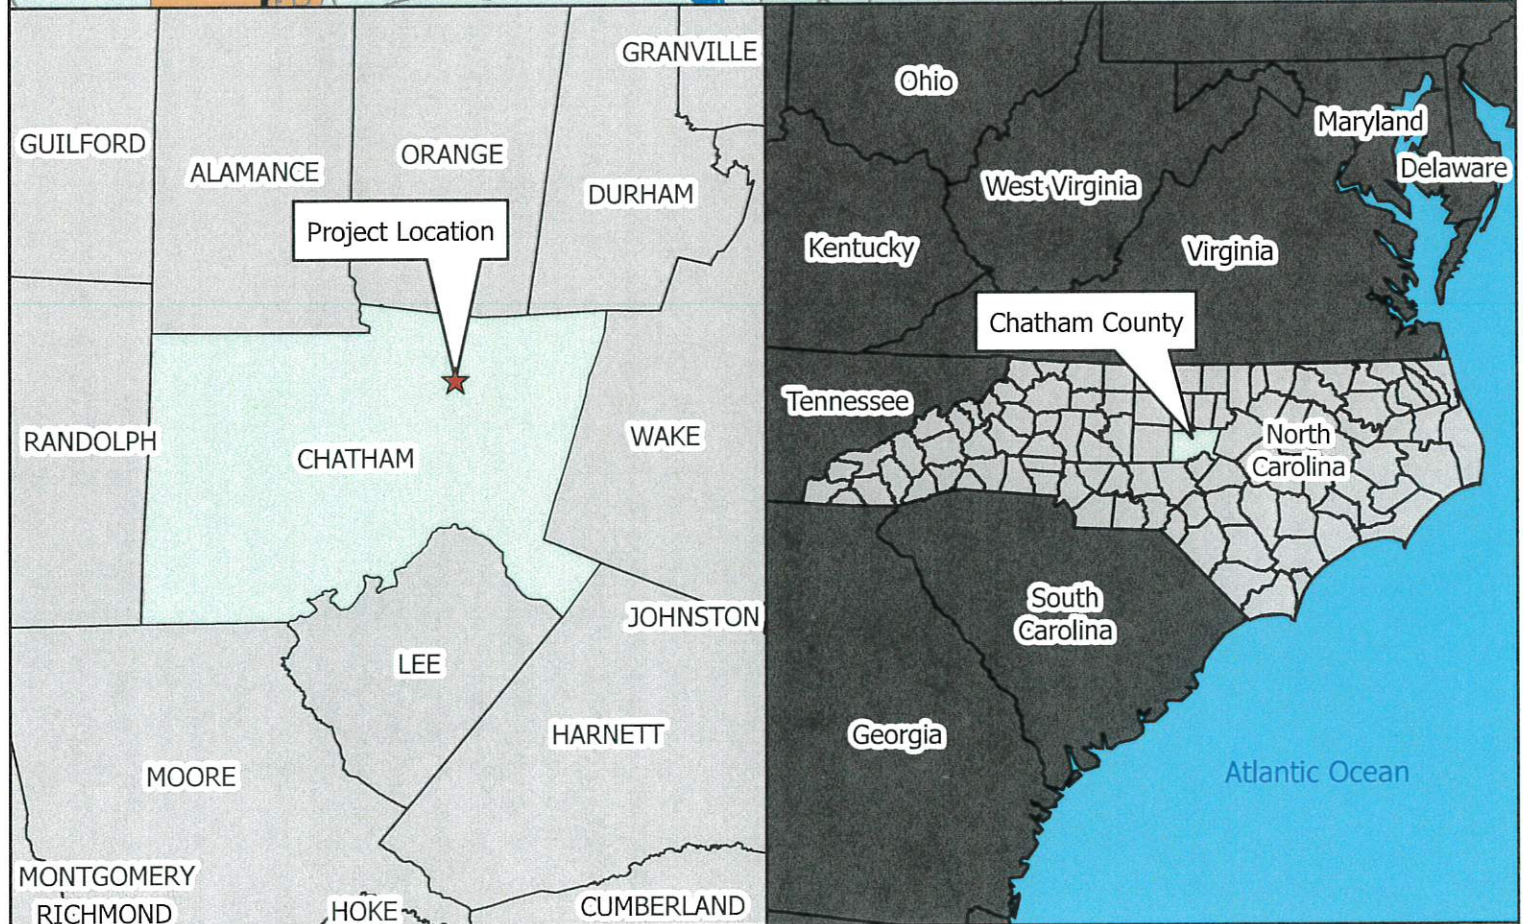 GRANVILLE
GUILFORD
ALAMANCE
ORANGE
DURHAM
Project Location
RANDOLPH
CHATHAM
WAKE
JOHNSTON
LEE
HARNETT
MOORE
MONTGOMERY
RICHMOND
HOKE
CUMBERLAND
Ohio
Maryland
Delaware
West Virginia
Kentucky
Virginia
Chatham County
Tennessee
North
Carolina
South
Carolina
Georgia
Atlantic Ocean